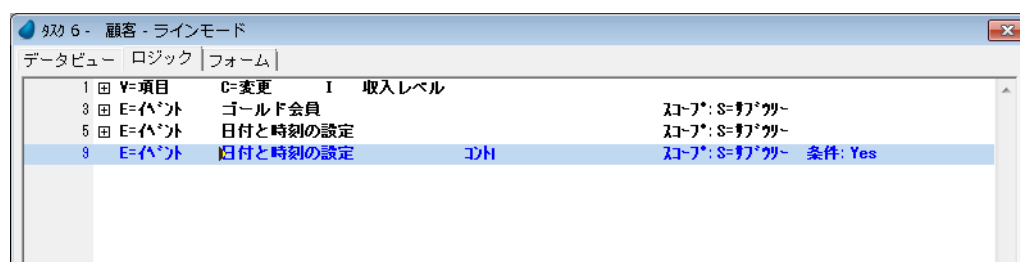 ﾀｽｸ 6 - 顧客 - ラインモード
データビュー ロジック フォーム
1 V=項目 C=変更 I 収入レベル
3 E=ｲﾍﾞﾝﾄ ゴールド会員 ｽｺｰﾌﾟ: S=ｻﾌﾞﾂﾘｰ
5 E=ｲﾍﾞﾝﾄ 日付と時刻の設定 ｽｺｰﾌﾟ: S=ｻﾌﾞﾂﾘｰ
9 E=ｲﾍﾞﾝﾄ 日付と時刻の設定 ｺﾝﾄﾛ ｽｺｰﾌﾟ: S=ｻﾌﾞﾂﾘｰ 条件: Yes